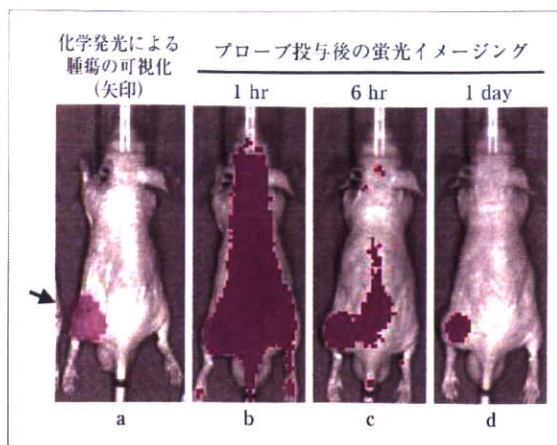 化学発光による
腫瘍の可視化
(矢印)
プローブ投与後の蛍光イメージング
1 hr
6 hr
1 day
a
b
c
d